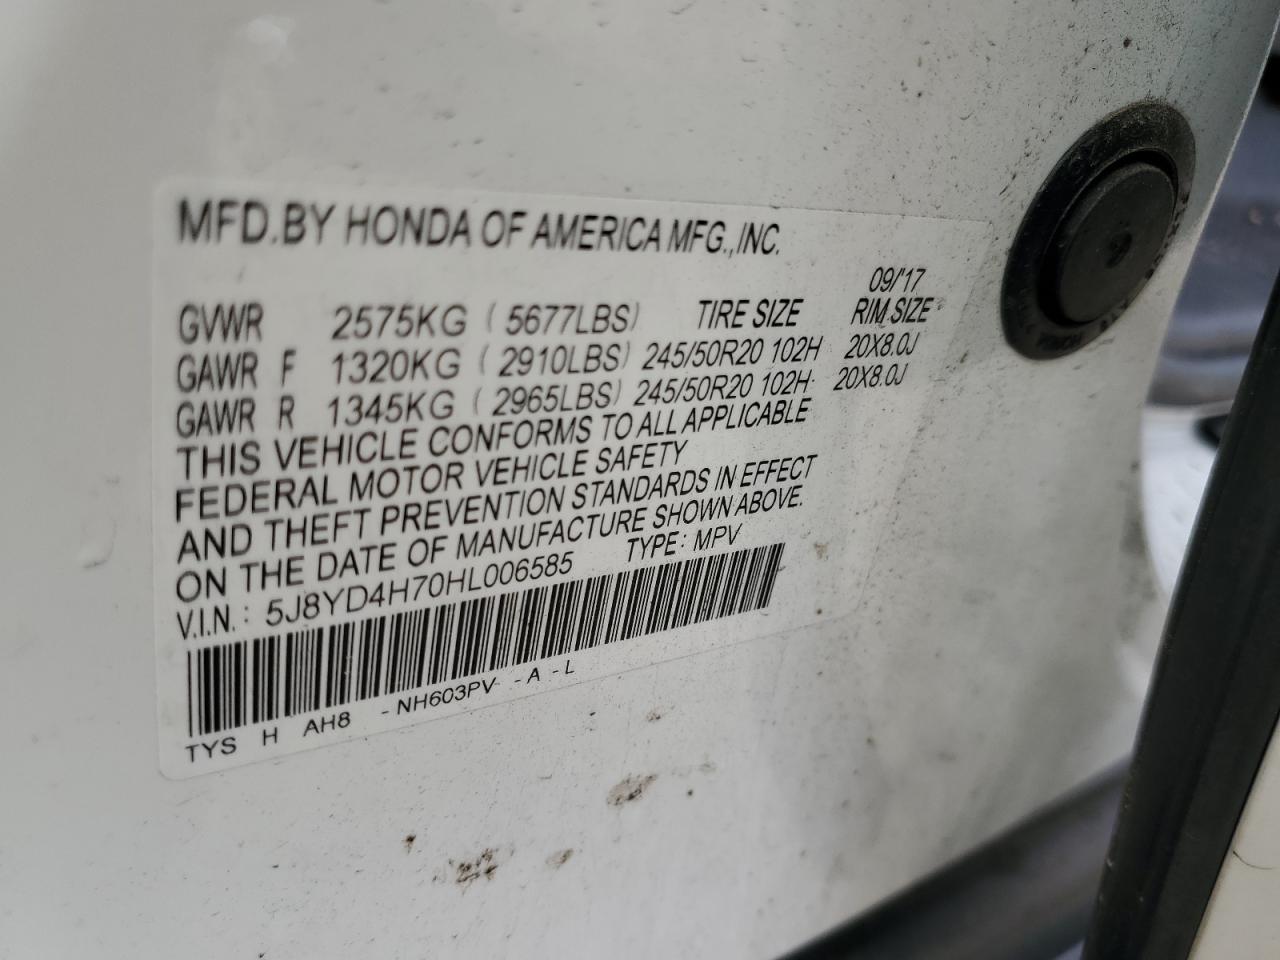 MFD.BY HONDA OF AMERICA MFG.,INC.
09/'17
GVWR 2575KG ( 5677LBS) TIRE SIZE RIM SIZE
GAWR F 1320KG ( 2910LBS) 245/50R20 102H 20X8.0J
GAWR R 1345KG ( 2965LBS) 245/50R20 102H 20X8.0J
THIS VEHICLE CONFORMS TO ALL APPLICABLE
FEDERAL MOTOR VEHICLE SAFETY
AND THEFT PREVENTION STANDARDS IN EFFECT
ON THE DATE OF MANUFACTURE SHOWN ABOVE.
V.I.N.: 5J8YD4H70HL006585 TYPE: MPV
TYS H AH8 -NH603PV -A -L